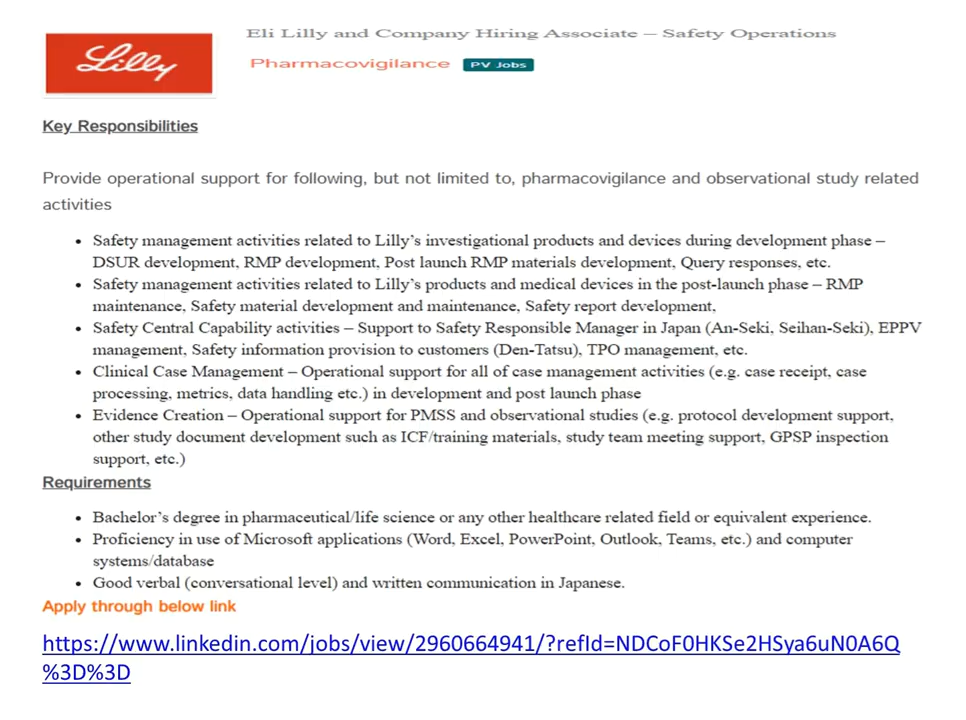 Lilly
Eli Lilly and Company Hiring Associate – Safety Operations
Pharmacovigilance PV Jobs
Key Responsibilities
Provide operational support for following, but not limited to, pharmacovigilance and observational study related
activities
• Safety management activities related to Lilly's investigational products and devices during development phase –
DSUR development, RMP development, Post launch RMP materials development, Query responses, etc.
• Safety management activities related to Lilly's products and medical devices in the post-launch phase – RMP
maintenance, Safety material development and maintenance, Safety report development,
• Safety Central Capability activities – Support to Safety Responsible Manager in Japan (An-Seki, Seihan-Seki), EPPV
management, Safety information provision to customers (Den-Tatsu), TPO management, etc.
• Clinical Case Management – Operational support for all of case management activities (e.g. case receipt, case
processing, metrics, data handling etc.) in development and post launch phase
• Evidence Creation – Operational support for PMSS and observational studies (e.g. protocol development support,
other study document development such as ICF/training materials, study team meeting support, GPSP inspection
support, etc.)
Requirements
• Bachelor's degree in pharmaceutical/life science or any other healthcare related field or equivalent experience.
• Proficiency in use of Microsoft applications (Word, Excel, PowerPoint, Outlook, Teams, etc.) and computer
systems/database
• Good verbal (conversational level) and written communication in Japanese.
Apply through below link
https://www.linkedin.com/jobs/view/2960664941/?refId=NDCoF0HKSe2HSya6uN0A6Q
%3D%3D